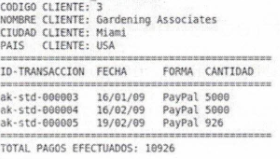 CODIGO CLIENTE: 3
NOMBRE CLIENTE: Gardening Associates
CIUDAD CLIENTE: Miami
PAIS   CLIENTE: USA
==================================================
ID-TRANSACCION  FECHA     FORMA  CANTIDAD
==================================================
ak-std-000003   16/01/09  PayPal 5000
ak-std-000004   16/02/09  PayPal 5000
ak-std-000005   19/02/09  PayPal 926
==================================================
TOTAL PAGOS EFECTUADOS: 10926